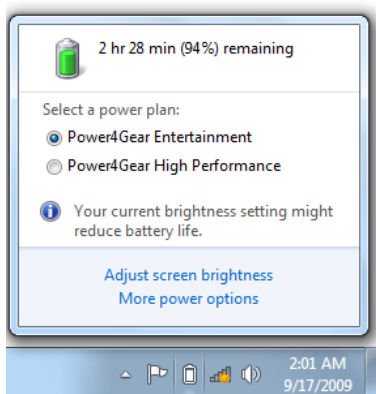 2 hr 28 min (94%) remaining
Select a power plan:
Power4Gear Entertainment
Power4Gear High Performance
Your current brightness setting might
reduce battery life.
Adjust screen brightness
More power options
2:01 AM
9/17/2009